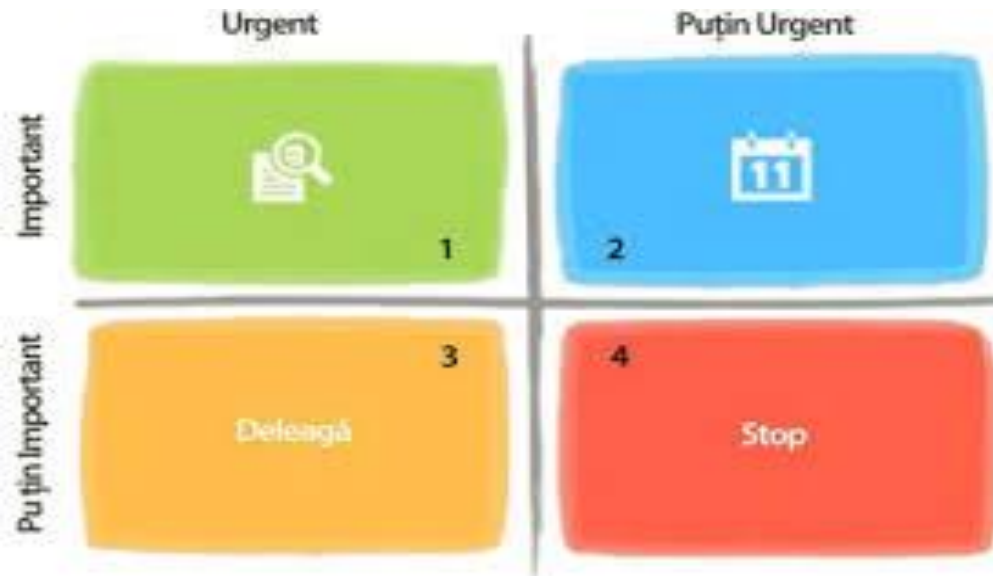 Urgent
Puțin Urgent
Important
11
1
2
Puțin Important
3
4
Deleagă
Stop